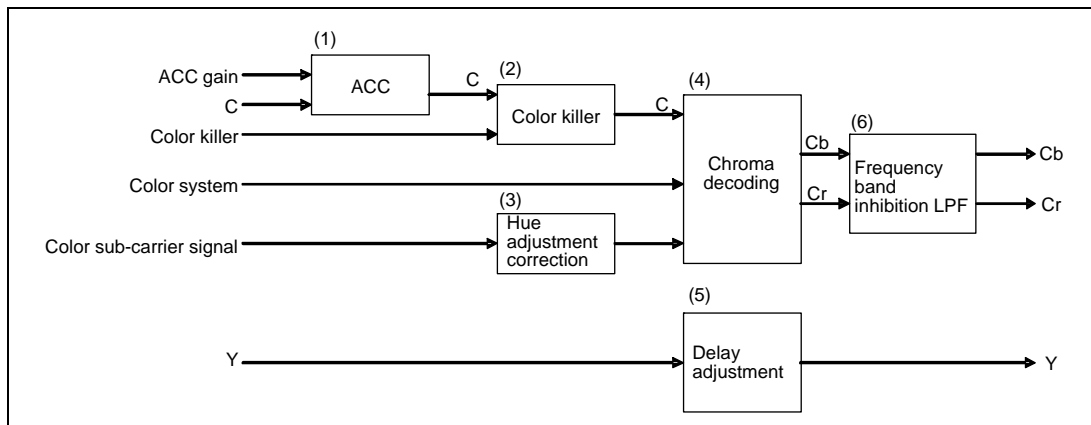 (1)
ACC gain
ACC
C
C
(2)
Color killer
Color killer
C
(4)
Chroma
decoding
Cb
Cr
(6)
Frequency
band
inhibition LPF
Cb
Cr
Color system
(3)
Hue
adjustment
correction
Color sub-carrier signal
(5)
Y
Delay
adjustment
Y